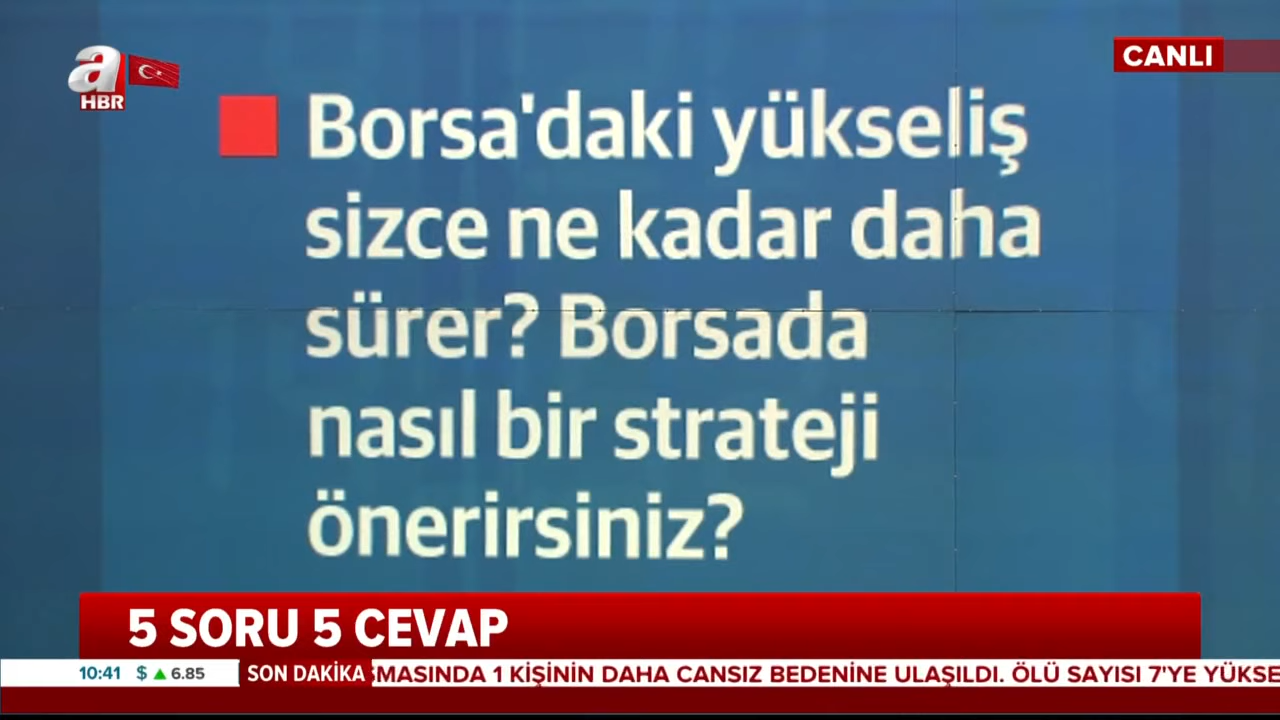 a
HBR
CANLI
Borsa'daki yükseliş
sizce ne kadar daha
sürer? Borsada
nasıl bir strateji
önerirsiniz?
5 SORU 5 CEVAP
10:41 $ ▲ 6.85 SON DAKİKA MASINDA 1 KİŞİNİN DAHA CANSIZ BEDENİNE ULAŞILDI. ÖLÜ SAYISI 7'YE YÜKSE